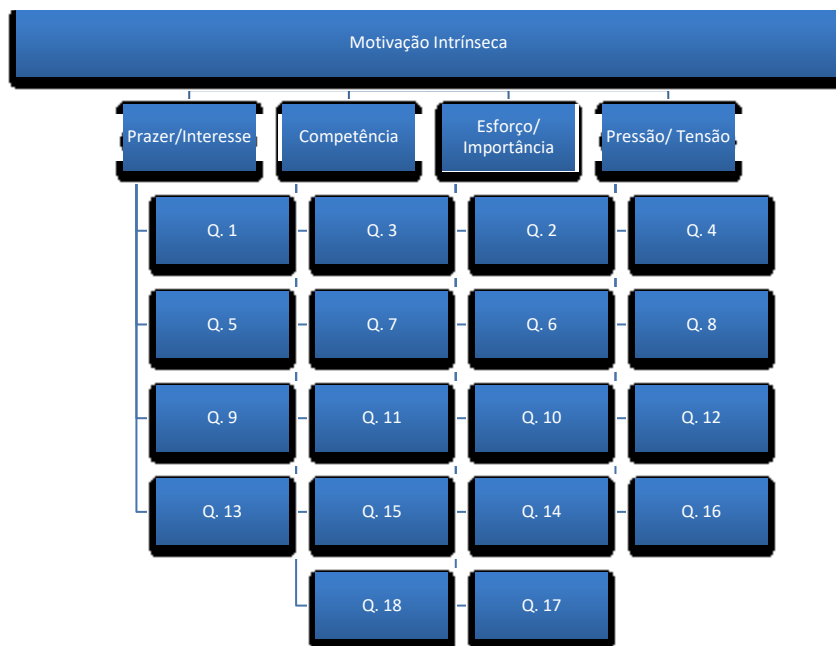 Motivação Intrínseca
Prazer/Interesse
Competência
Esforço/
Importância
Pressão/ Tensão
Q. 1
Q. 3
Q. 2
Q. 4
Q. 5
Q. 7
Q. 6
Q. 8
Q. 9
Q. 11
Q. 10
Q. 12
Q. 13
Q. 15
Q. 14
Q. 16
Q. 18
Q. 17